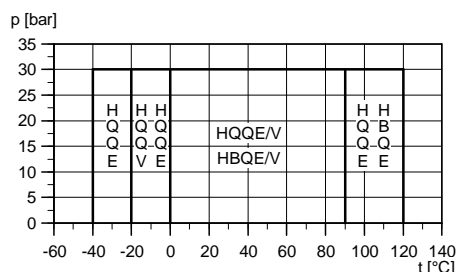 p [bar]
35
30
25
20
15
10
5
0
H Q Q E
H Q Q V
H Q Q E
HQQE/V
HBQE/V
H Q Q E
H B Q E
-60 -40 -20 0 20 40 60 80 100 120 140
t [°C]